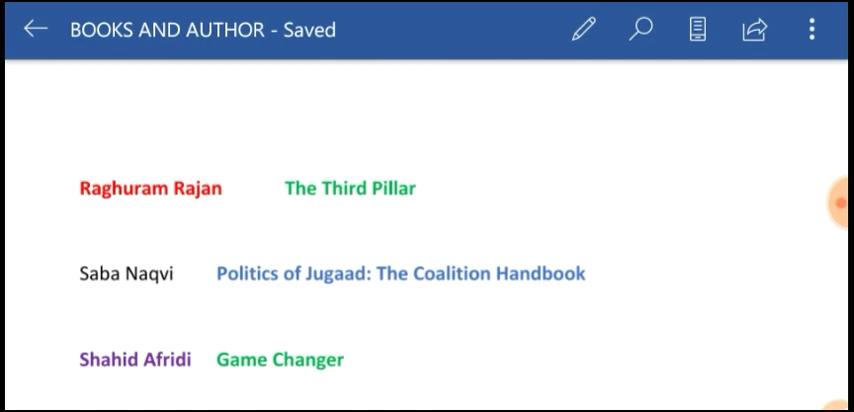 BOOKS AND AUTHOR - Saved
Raghuram Rajan The Third Pillar
Saba Naqvi Politics of Jugaad: The Coalition Handbook
Shahid Afridi Game Changer